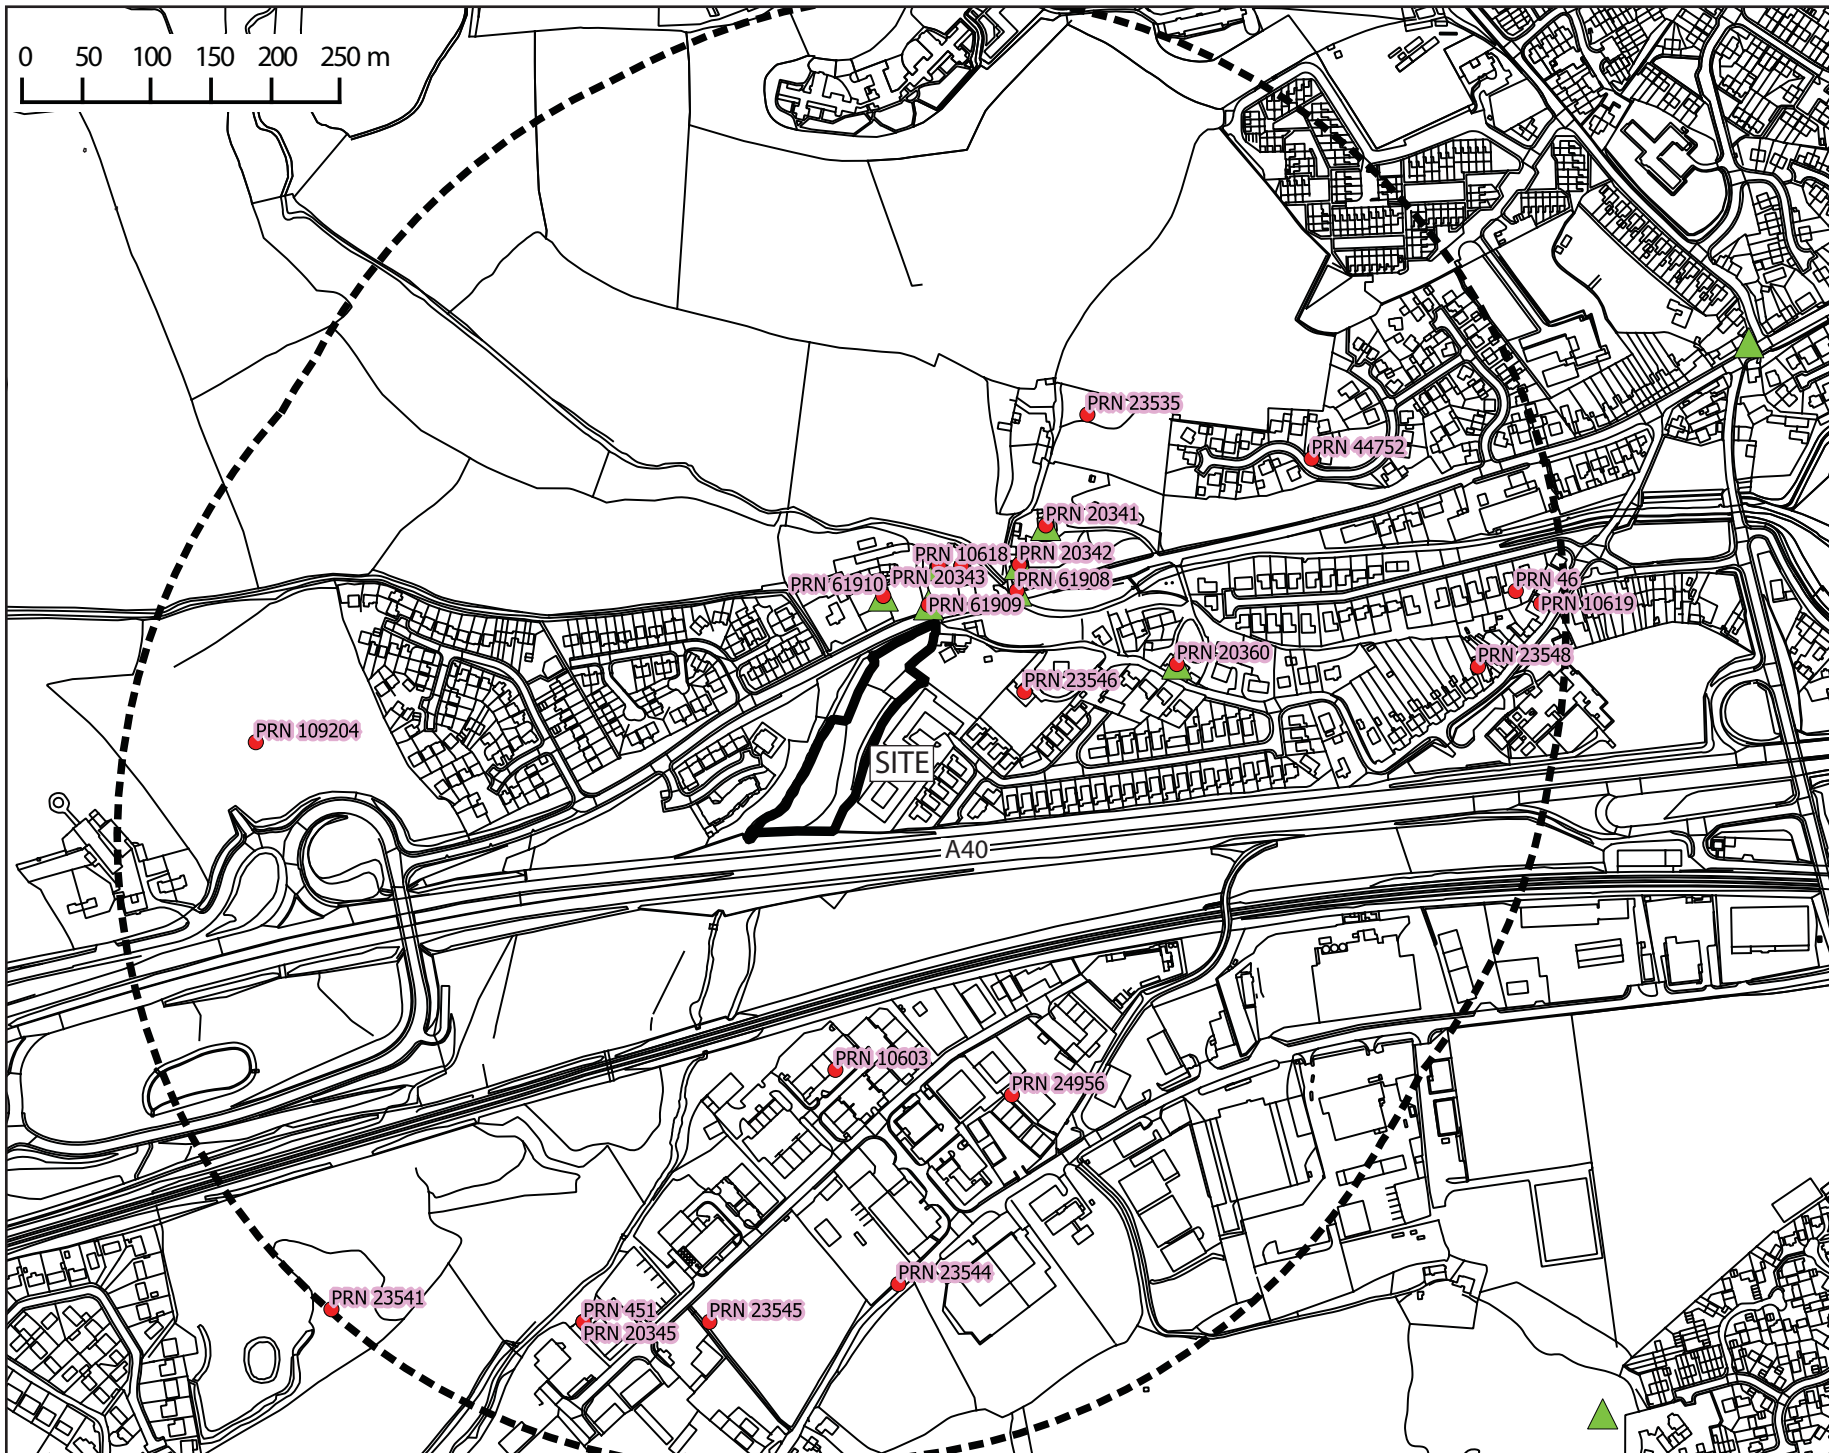 0 50 100 150 200 250 m
PRN 23535
PRN 44752
PRN 20341
PRN 10618
PRN 20342
PRN 61910
PRN 20343
PRN 61908
PRN 61909
PRN 46
PRN 10619
PRN 20360
PRN 23548
PRN 23546
PRN 109204
SITE
A40
PRN 10603
PRN 24956
PRN 23544
PRN 23541
PRN 451
PRN 23545
PRN 20345